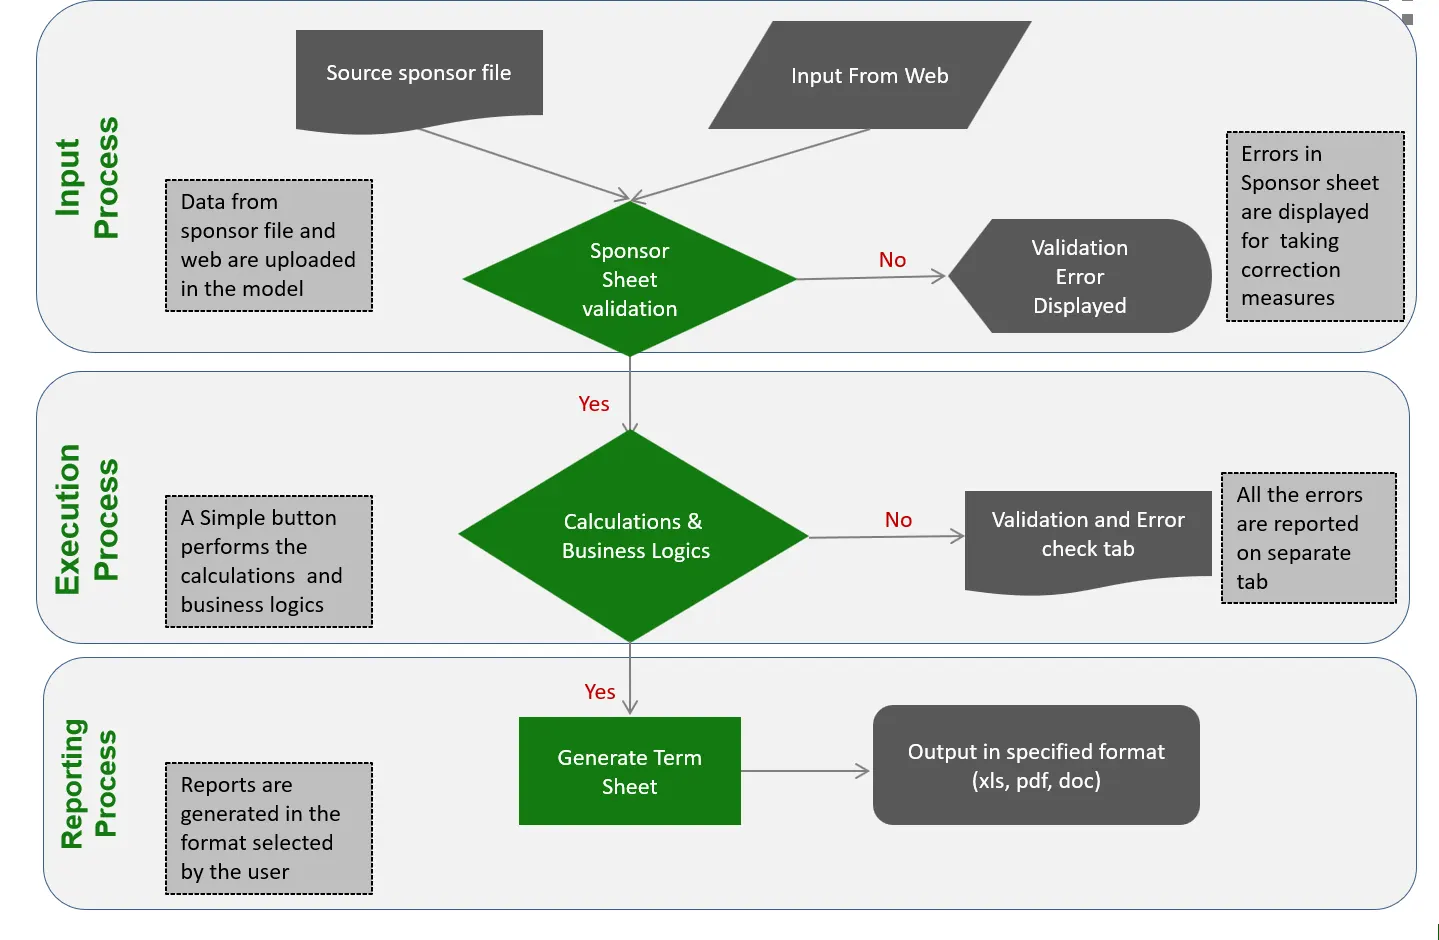 Source sponsor file
Input From Web
Input
Process
Data from
sponsor file and
web are uploaded
in the model
Sponsor
Sheet
validation
No
Validation
Error
Displayed
Errors in
Sponsor sheet
are displayed
for  taking
correction
measures
Yes
Execution
Process
A Simple button
performs the
calculations  and
business logics
Calculations &
Business Logics
No
Validation and Error
check tab
All the errors
are reported
on separate
tab
Yes
Reporting
Process
Reports are
generated in the
format selected
by the user
Generate Term
Sheet
Output in specified format
(xls, pdf, doc)